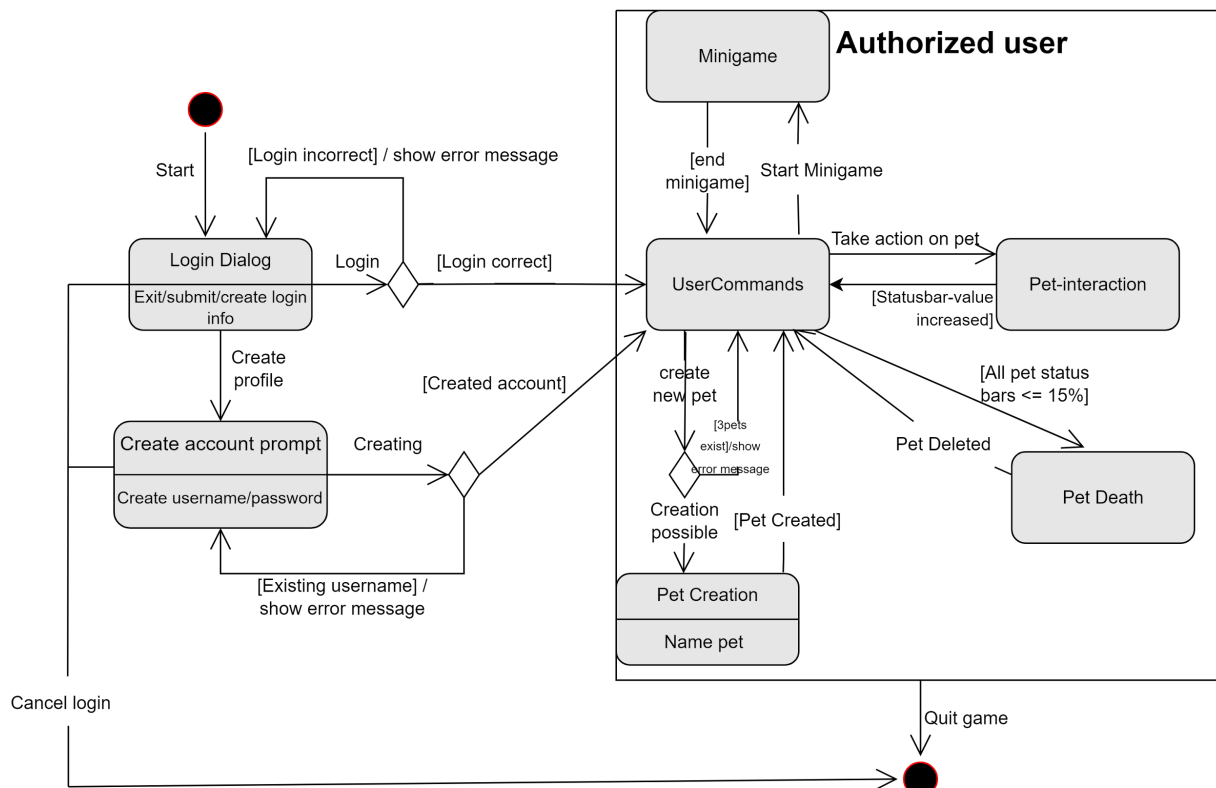 Authorized user
Minigame
Start
[Login incorrect] / show error message
[end
minigame]
Start Minigame
Login Dialog
Exit/submit/create login
info
Login
[Login correct]
UserCommands
Take action on pet
[Statusbar-value
increased]
Pet-interaction
Create
profile
[Created account]
create
new pet
[3pets
exist]/show
error message
[All pet status
bars <= 15%]
Pet Deleted
Create account prompt
Create username/password
Creating
Pet Death
Creation
possible
[Pet Created]
[Existing username] /
show error message
Pet Creation
Name pet
Cancel login
Quit game